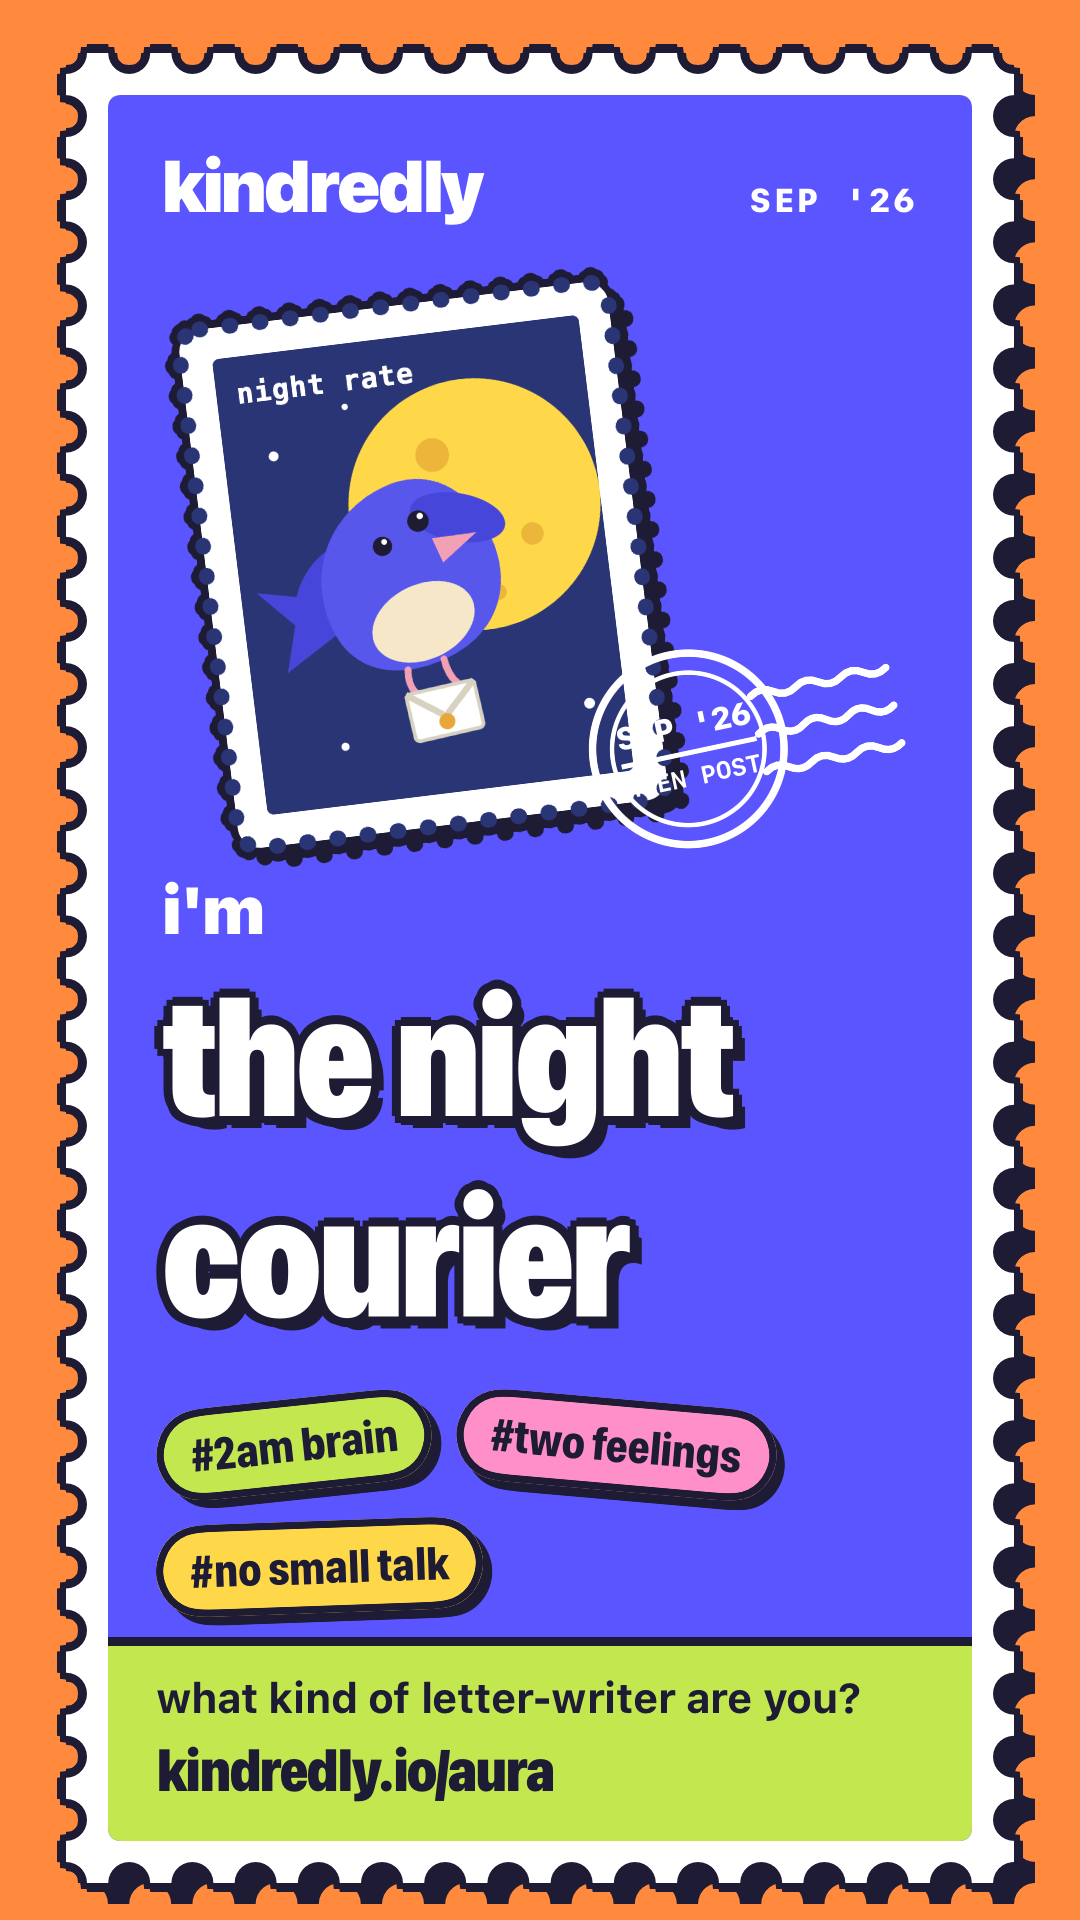 kindredly
SEP '26
night rate
SEP '26
POST
i'm
the night
courier
#2am brain
#two feelings
#no small talk
what kind of letter-writer are you?
kindredly.io/aura